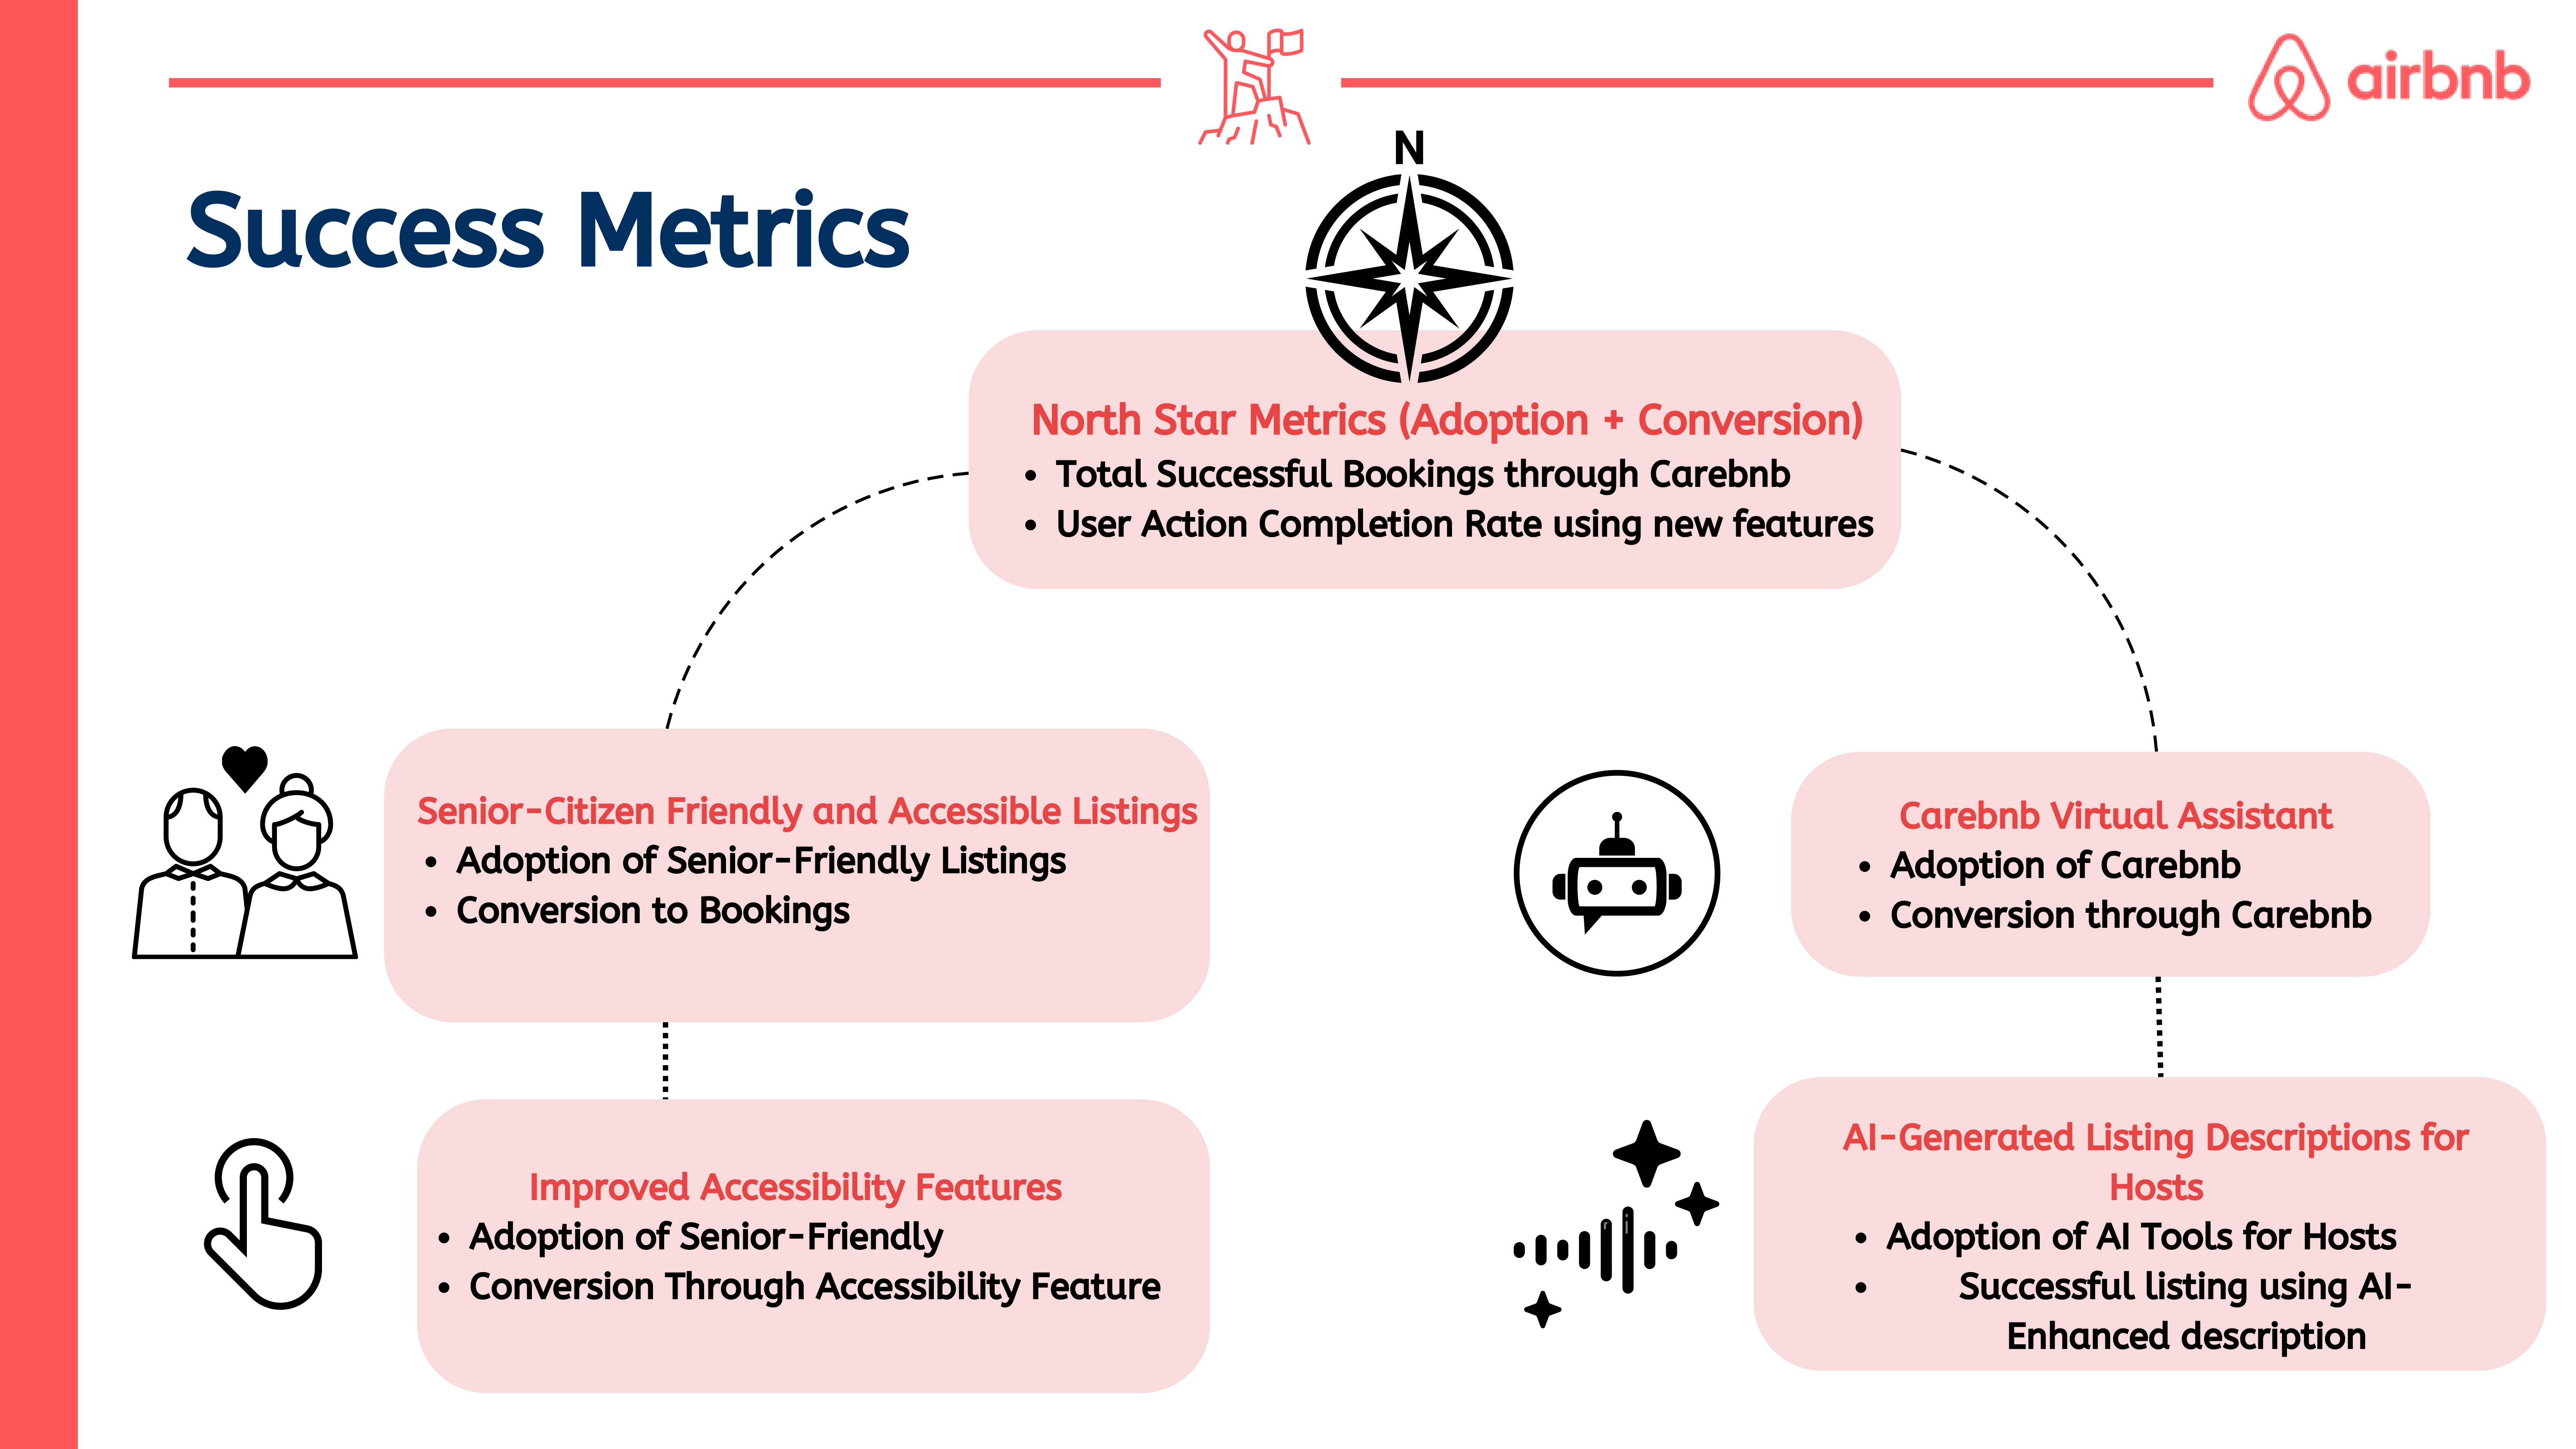 airbnb
N
Success Metrics
North Star Metrics (Adoption + Conversion)
• Total Successful Bookings through Carebnb
• User Action Completion Rate using new features
Senior-Citizen Friendly and Accessible Listings
• Adoption of Senior-Friendly Listings
• Conversion to Bookings
Carebnb Virtual Assistant
• Adoption of Carebnb
• Conversion through Carebnb
Improved Accessibility Features
• Adoption of Senior-Friendly
• Conversion Through Accessibility Feature
AI-Generated Listing Descriptions for
Hosts
• Adoption of AI Tools for Hosts
• Successful listing using AI-
Enhanced description